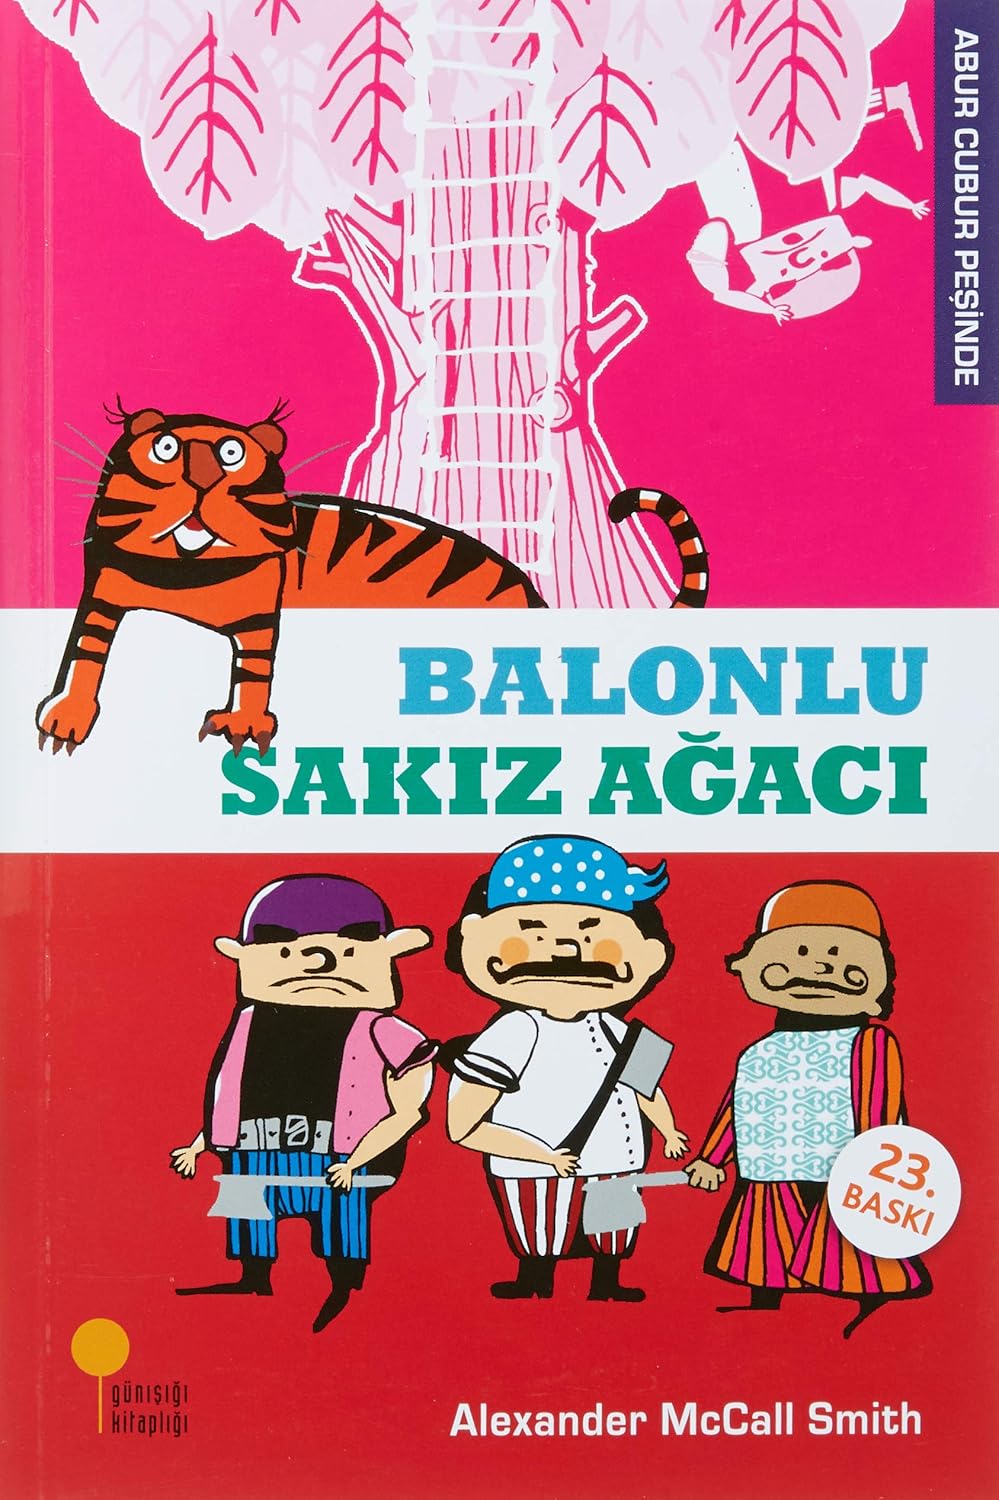 ABUR CUBUR PEŞİNDE
BALONLU
SAKIZ AĞACI
23.
BASKI
günışığı
kitaplığı
Alexander McCall Smith